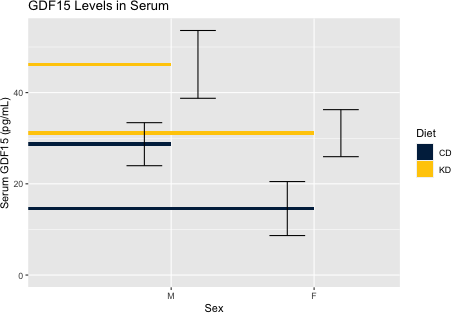 GDF15 Levels in Serum
Serum GDF15 (pg/mL)
40
20
0
M
F
Sex
Diet
CD
KD